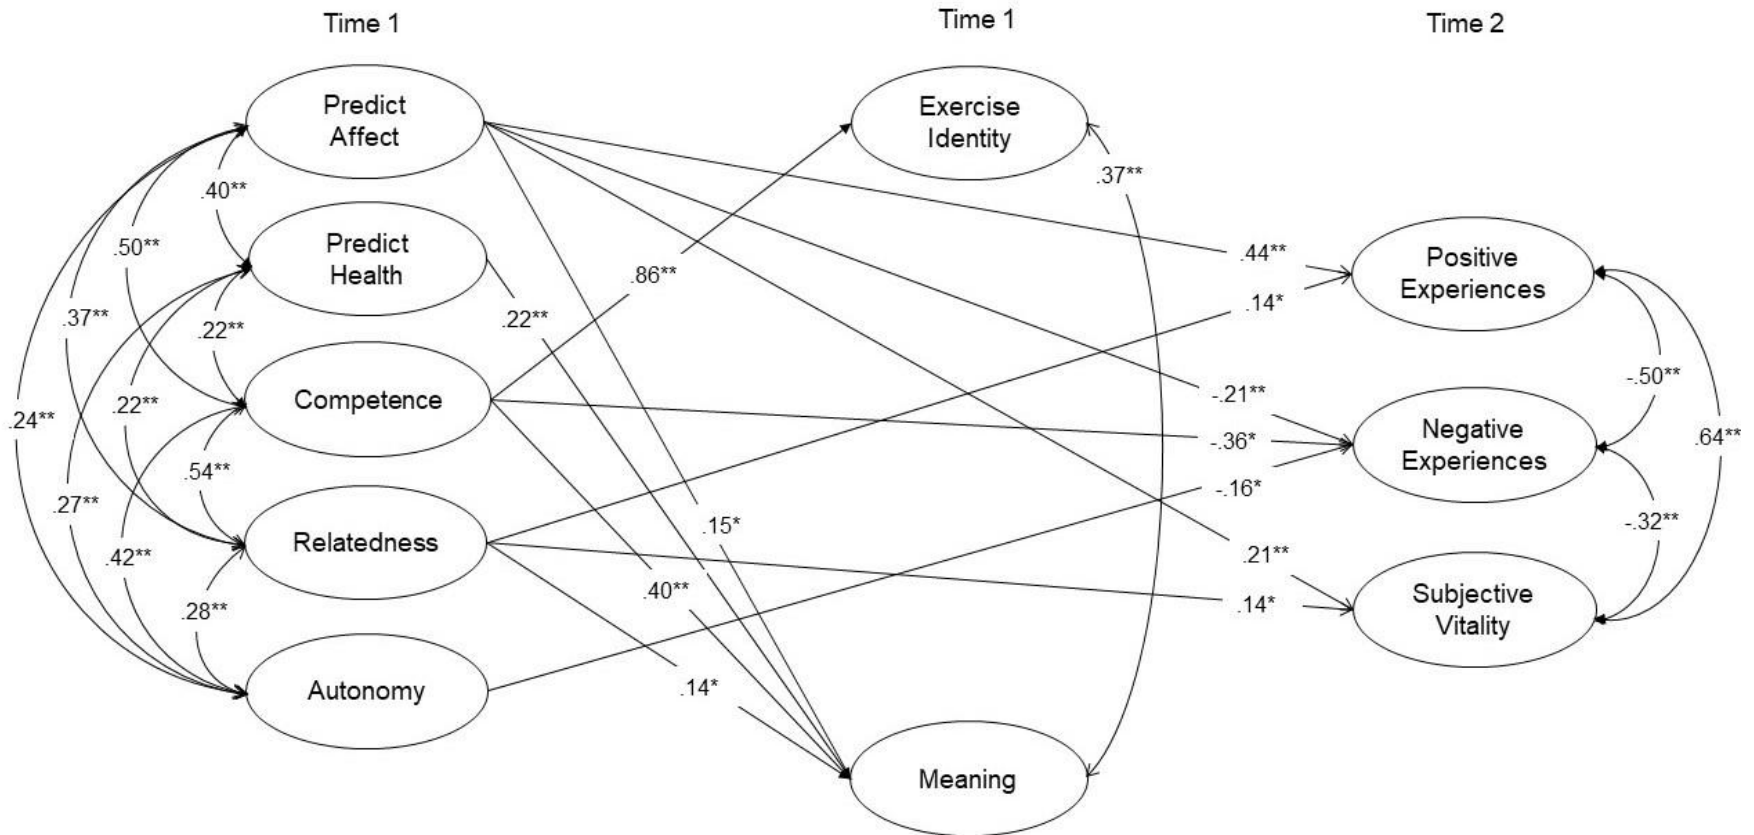 Time 1
Time 1
Time 2
Predict
Affect
Exercise
Identity
.40**
.37**
.50**
Predict
Health
.44**
Positive
Experiences
.86**
.14*
.37**
.22**
.22**
-.50**
Competence
-.21**
.22**
.24**
-.36*
Negative
Experiences
.64**
.54**
-.16*
.27**
.15*
-.32**
Relatedness
.42**
.21**
.40**
.14*
Subjective
Vitality
.28**
Autonomy
.14*
Meaning